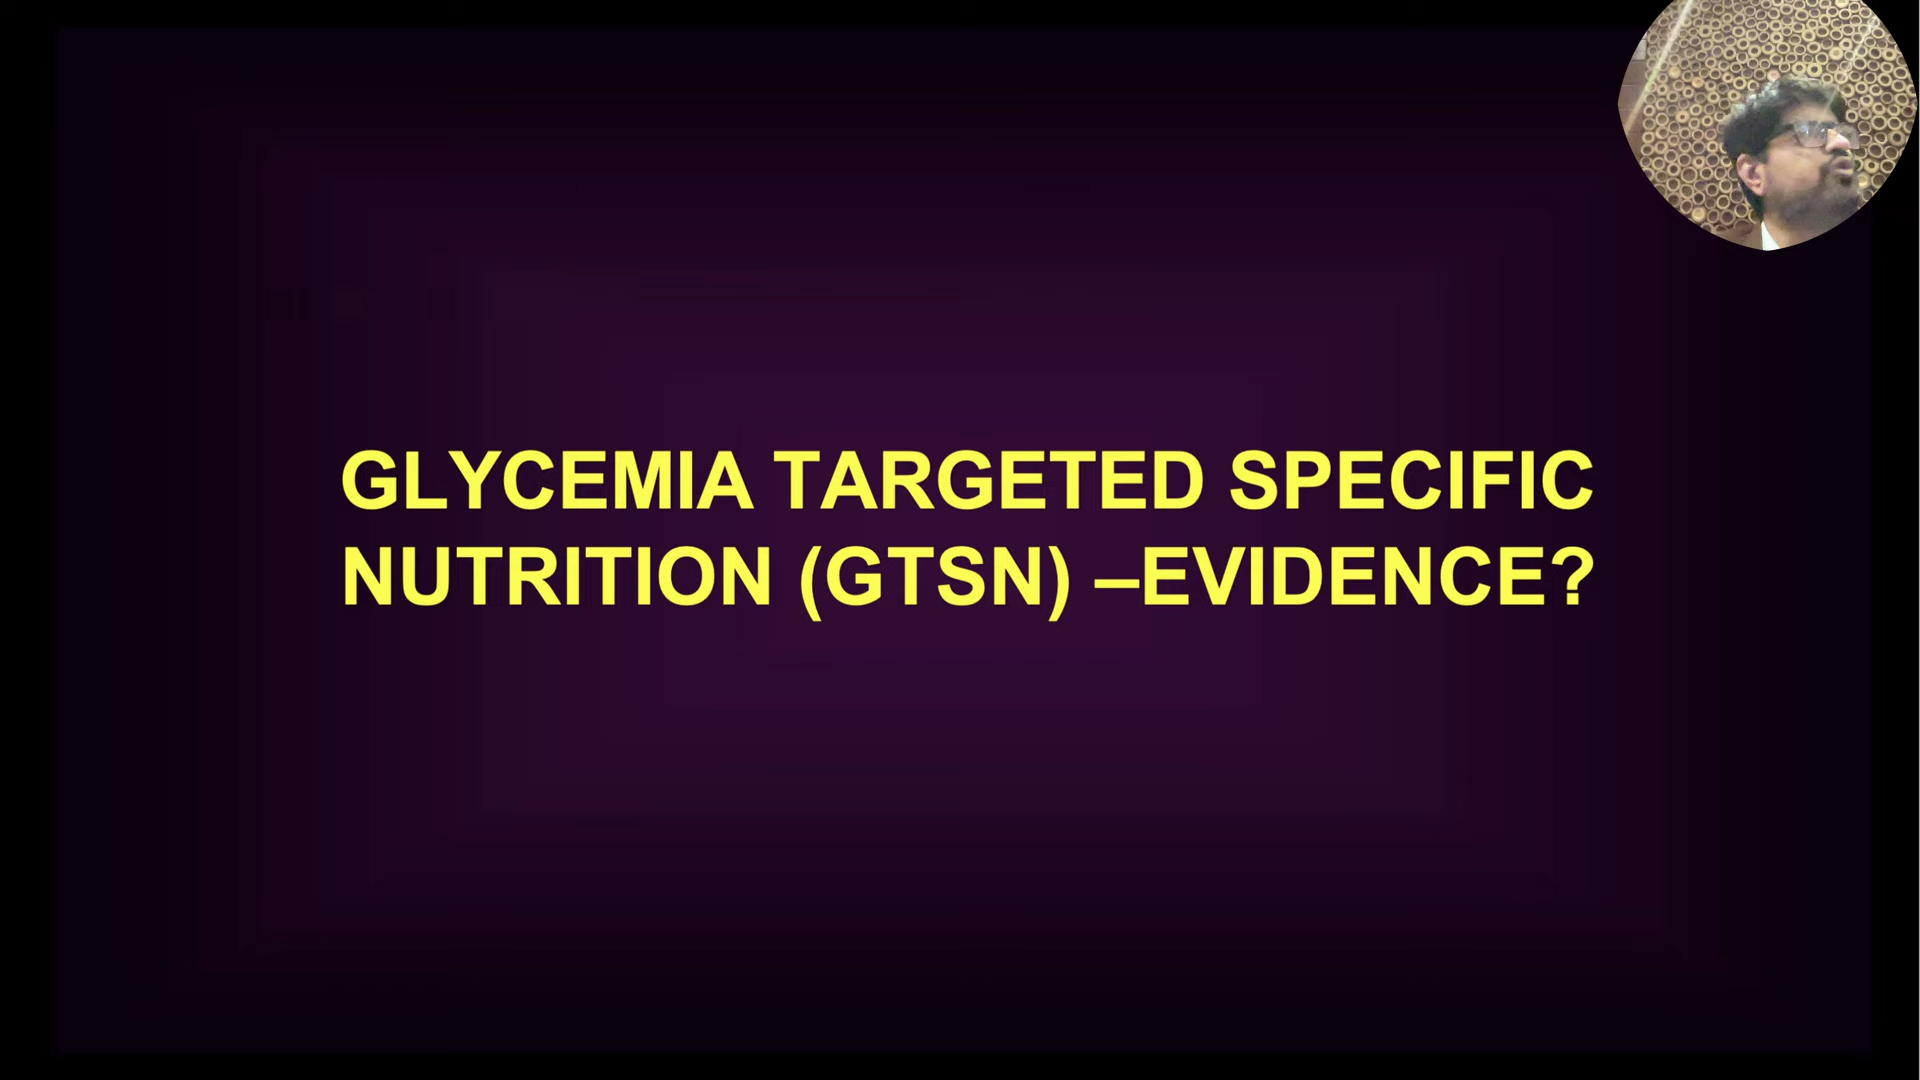 GLYCEMIA TARGETED SPECIFIC
NUTRITION (GTSN) –EVIDENCE?